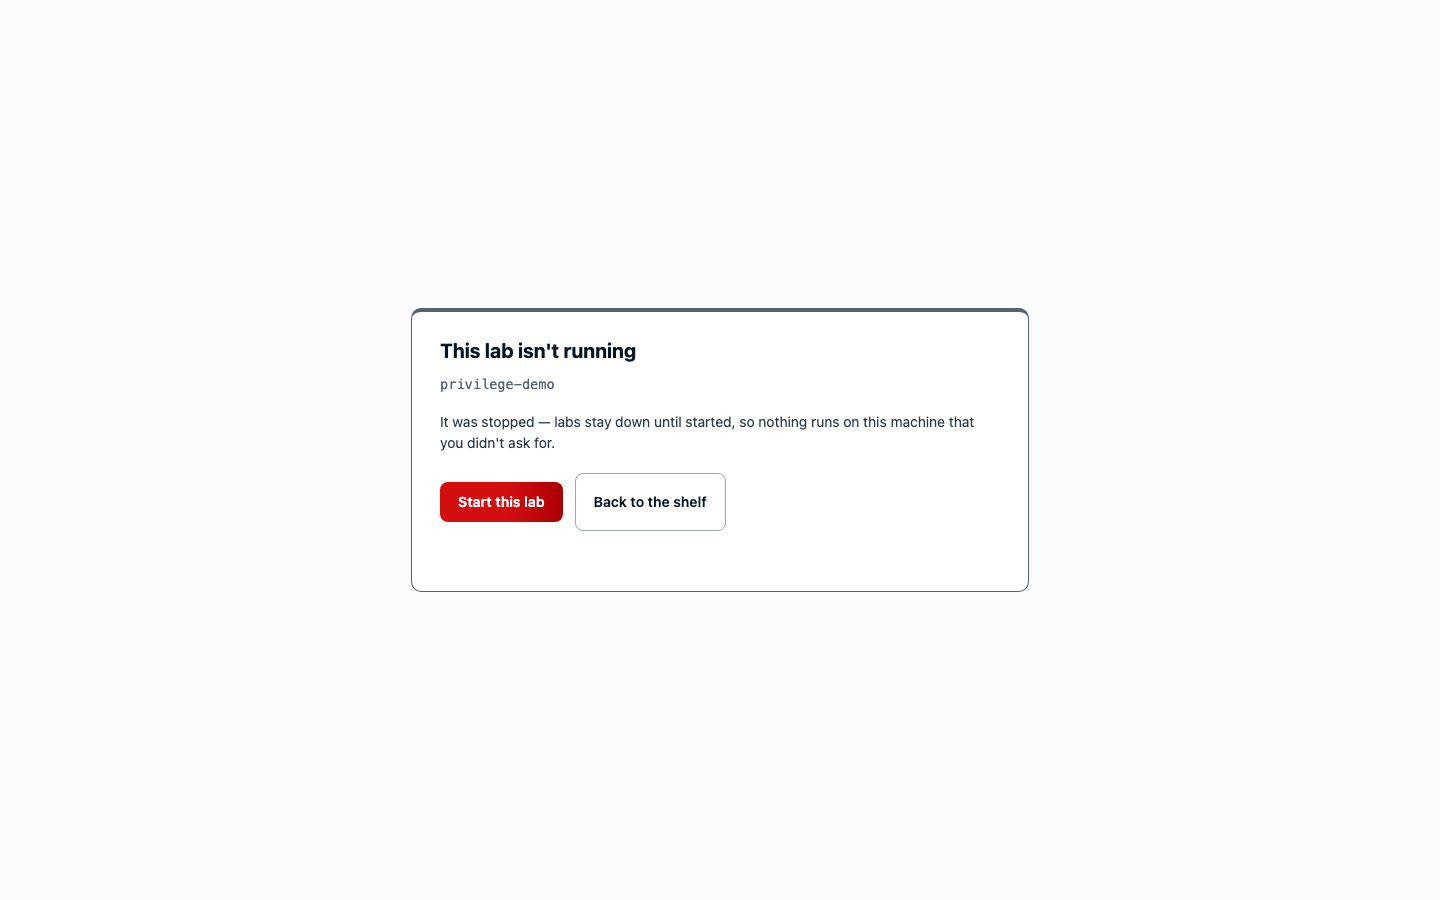 This lab isn't running
privilege-demo
It was stopped — labs stay down until started, so nothing runs on this machine that
you didn't ask for.
Start this lab
Back to the shelf